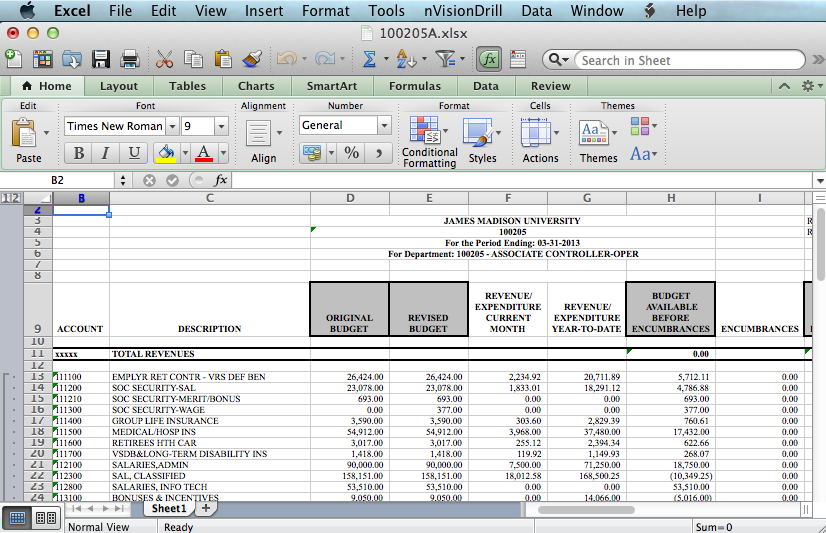 Excel File Edit View Insert Format Tools nVisionDrill Data Window Help
100205A.xlsx
Search in Sheet
Home Layout Tables Charts SmartArt Formulas Data Review
Edit Font Alignment Number Format Cells Themes
Times New Roman 9 General
Paste B I U A Align % , Conditional Formatting Styles Actions Themes Aa
B2 fx
1 2 B C D E F G H I
2
3 JAMES MADISON UNIVERSITY R
4 100205 R
5 For the Period Ending: 03-31-2013
6 For Department: 100205 - ASSOCIATE CONTROLLER-OPER
7
8
9 ACCOUNT DESCRIPTION ORIGINAL BUDGET REVISED BUDGET REVENUE/ EXPENDITURE CURRENT MONTH REVENUE/ EXPENDITURE YEAR-TO-DATE BUDGET AVAILABLE BEFORE ENCUMBRANCES ENCUMBRANCES
10
11 xxxxx TOTAL REVENUES 0.00
12
13 111100 EMPLYR RET CONTR - VRS DEF BEN 26,424.00 26,424.00 2,234.92 20,711.89 5,712.11 0.00
14 111200 SOC SECURITY-SAL 23,078.00 23,078.00 1,833.01 18,291.12 4,786.88 0.00
15 111210 SOC SECURITY-MERIT/BONUS 693.00 693.00 0.00 0.00 693.00 0.00
16 111300 SOC SECURITY-WAGE 0.00 377.00 0.00 0.00 377.00 0.00
17 111400 GROUP LIFE INSURANCE 3,590.00 3,590.00 303.60 2,829.39 760.61 0.00
18 111500 MEDICAL/HOSP INS 54,912.00 54,912.00 3,968.00 37,480.00 17,432.00 0.00
19 111600 RETIREES HTH CAR 3,017.00 3,017.00 255.12 2,394.34 622.66 0.00
20 111700 VSDB&LONG-TERM DISABILITY INS 1,418.00 1,418.00 119.92 1,149.93 268.07 0.00
21 112100 SALARIES,ADMIN 90,000.00 90,000.00 7,500.00 71,250.00 18,750.00 0.00
22 112300 SAL, CLASSIFIED 158,151.00 158,151.00 18,012.58 168,500.25 (10,349.25) 0.00
23 112800 SALARIES, INFO TECH 53,510.00 53,510.00 0.00 0.00 53,510.00 0.00
24 113100 BONUSES & INCENTIVES 9,050.00 9,050.00 0.00 14,066.00 (5,016.00) 0.00
Sheet1 +
Normal View Ready Sum=0